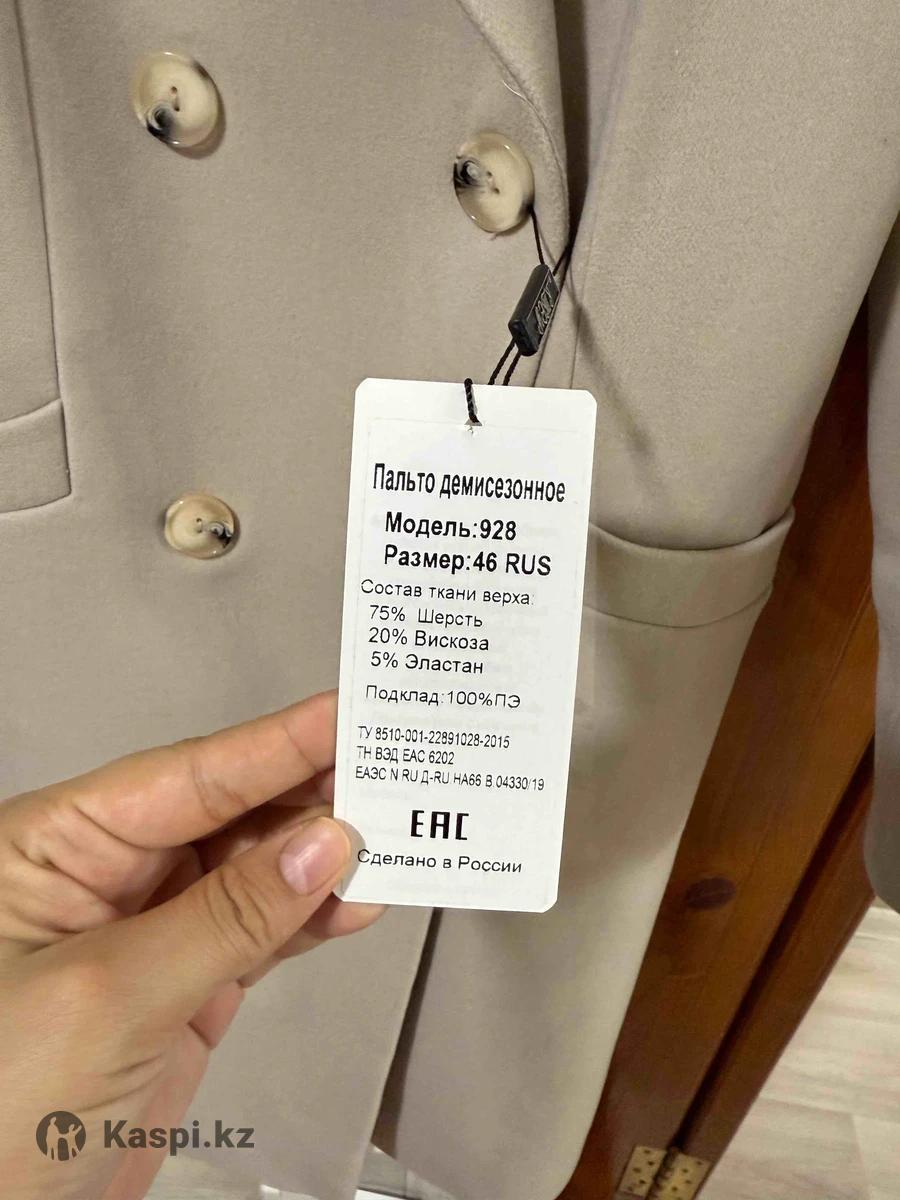 Пальто демисезонное
Модель:928
Размер:46 RUS
Состав ткани верха:
75% Шерсть
20% Вискоза
5% Эластан
Подклад:100%ПЭ
ТУ 8510-001-22891028-2015
ТН ВЭД ЕАС 6202
ЕАЭС N RU Д-RU НА66 В 04330/19
ЕАС
Сделано в России
Kaspi.kz